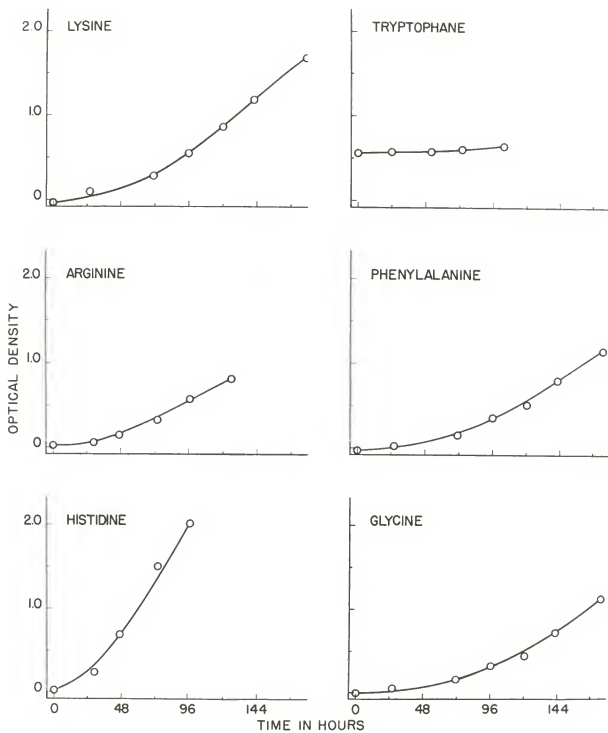 2.0
LYSINE
TRYPTOPHANE
1.0
0
2.0
ARGININE
PHENYLALANINE
1.0
0
OPTICAL DENSITY
2.0
HISTIDINE
GLYCINE
1.0
0
0 48 96 144
0 48 96 144
TIME IN HOURS